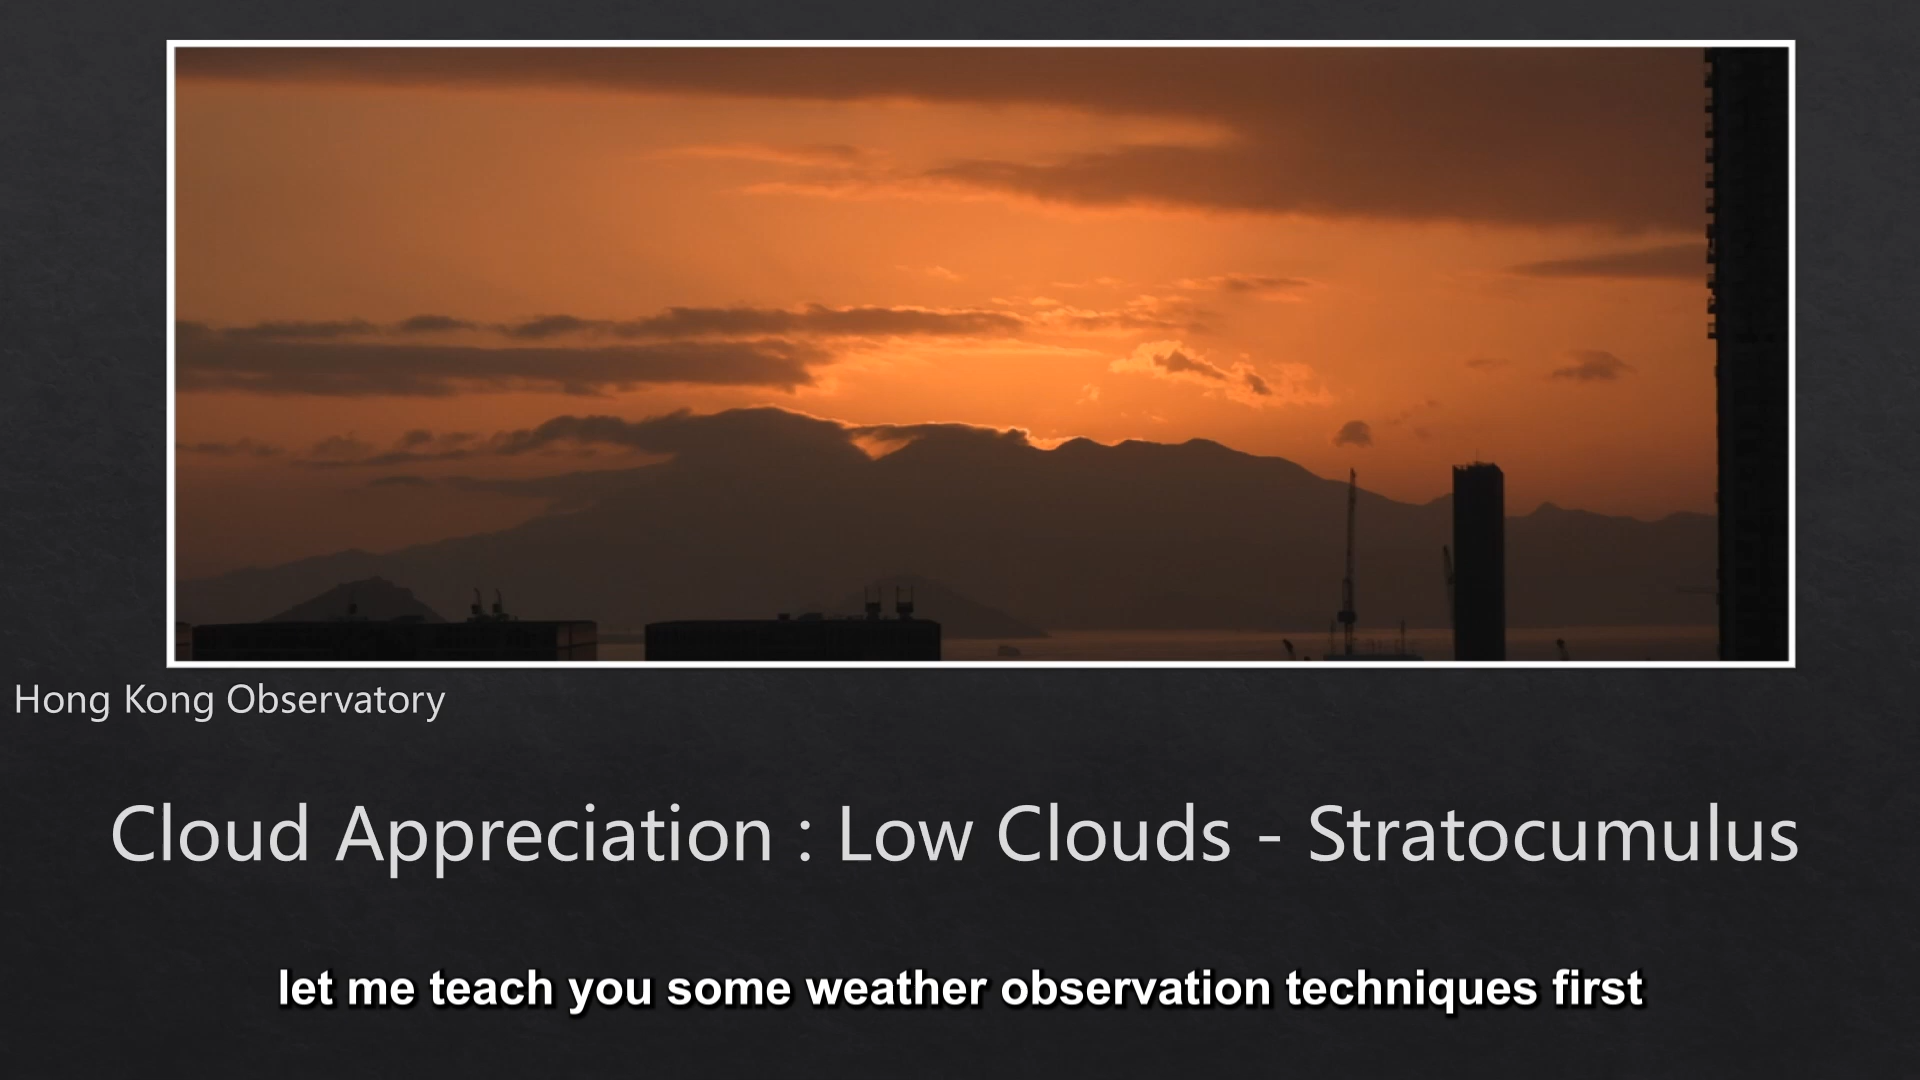 Hong Kong Observatory
Cloud Appreciation : Low Clouds - Stratocumulus
let me teach you some weather observation techniques first